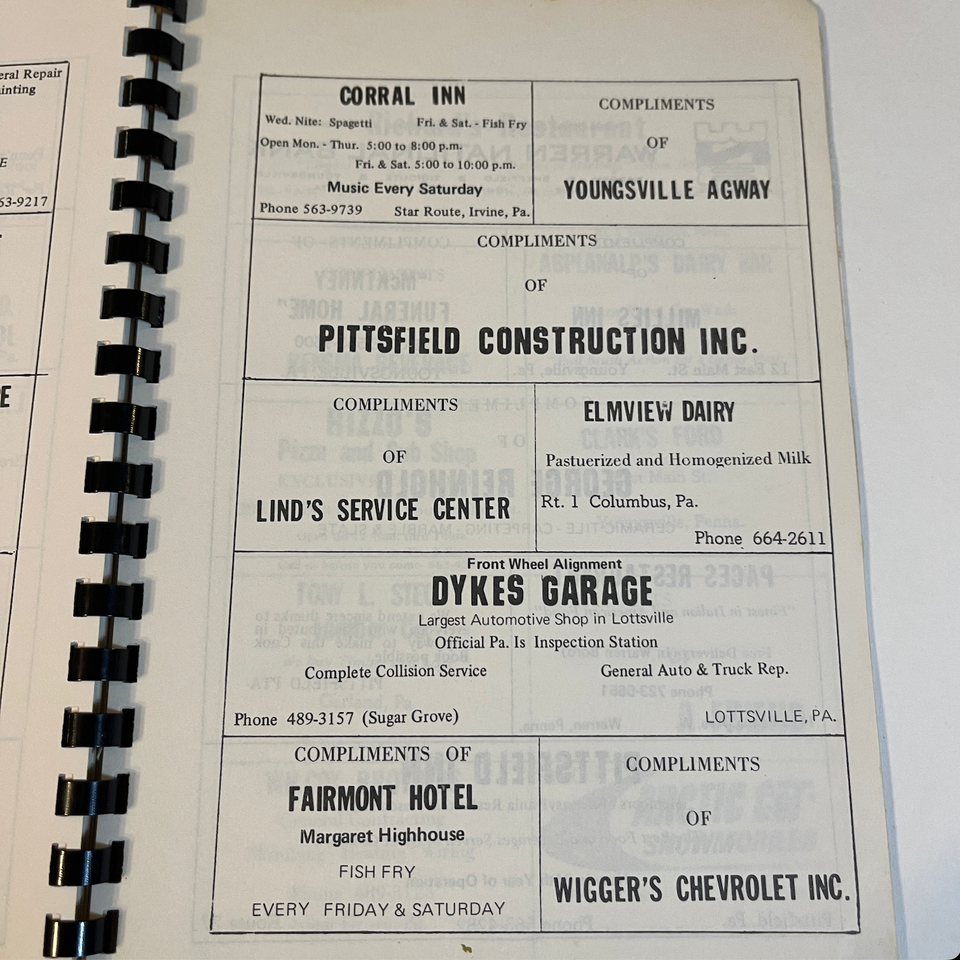 eral Repair
inting
E
63-9217
E
CORRAL INN
Wed. Nite: Spagetti Fri. & Sat. - Fish Fry
Open Mon. - Thur. 5:00 to 8:00 p.m.
Fri. & Sat. 5:00 to 10:00 p.m.
Music Every Saturday
Phone 563-9739 Star Route, Irvine, Pa.
COMPLIMENTS
OF
YOUNGSVILLE AGWAY
COMPLIMENTS
OF
PITTSFIELD CONSTRUCTION INC.
COMPLIMENTS
OF
LIND'S SERVICE CENTER
ELMVIEW DAIRY
Pastuerized and Homogenized Milk
Rt. 1 Columbus, Pa.
Phone 664-2611
Front Wheel Alignment
DYKES GARAGE
Largest Automotive Shop in Lottsville
Official Pa. Is Inspection Station
Complete Collision Service General Auto & Truck Rep.
Phone 489-3157 (Sugar Grove) LOTTSVILLE, PA.
COMPLIMENTS OF
FAIRMONT HOTEL
Margaret Highhouse
FISH FRY
EVERY FRIDAY & SATURDAY
COMPLIMENTS
OF
WIGGER'S CHEVROLET INC.